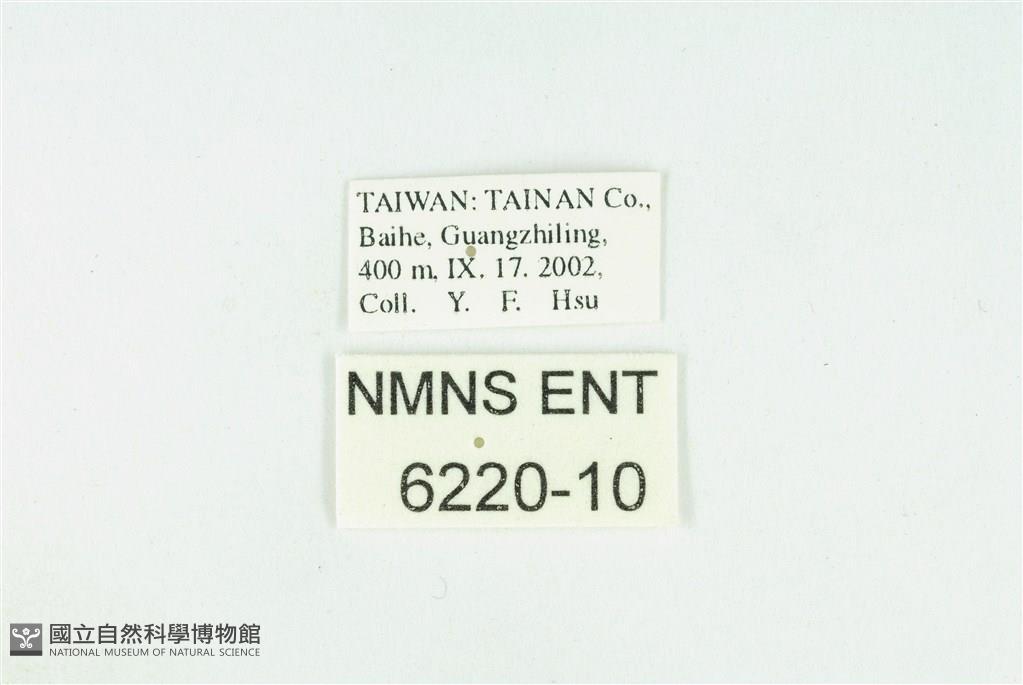 TAIWAN: TAINAN Co.,
Baihe, Guangzhiling,
400 m, IX. 17. 2002,
Coll. Y. F. Hsu
NMNS ENT
6220-10
國立自然科學博物館
NATIONAL MUSEUM OF NATURAL SCIENCE